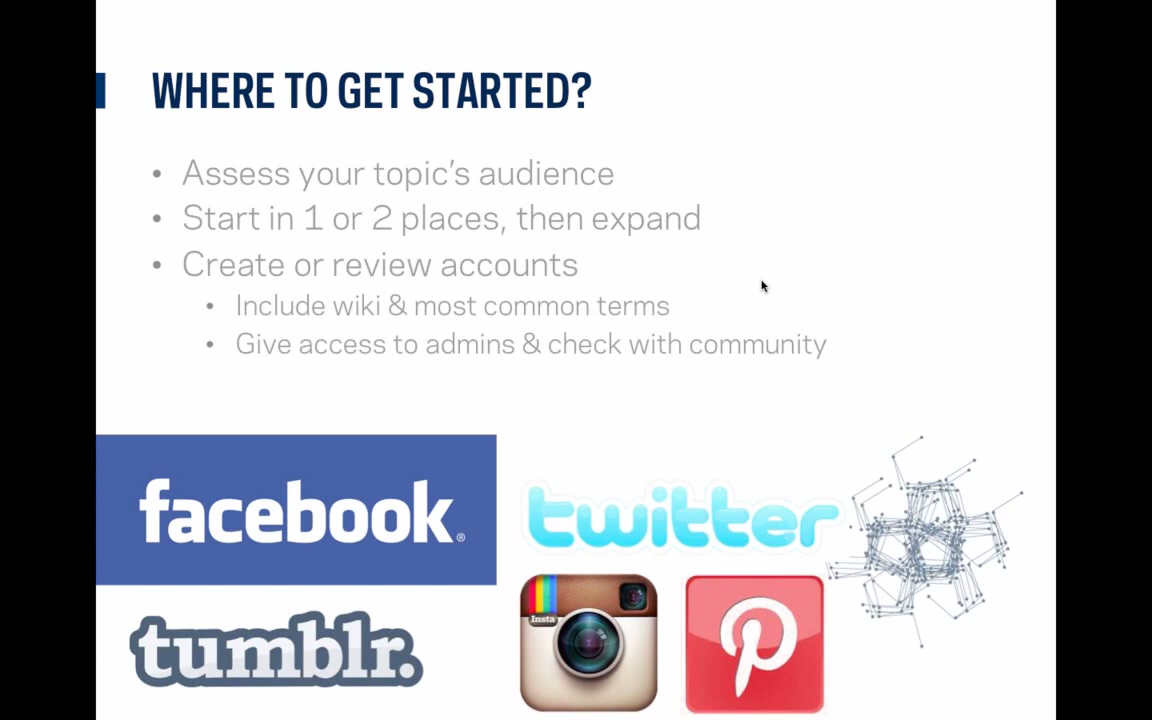 WHERE TO GET STARTED?
• Assess your topic's audience
• Start in 1 or 2 places, then expand
• Create or review accounts
• Include wiki & most common terms
• Give access to admins & check with community
facebook®
twitter
Insta
tumblr.